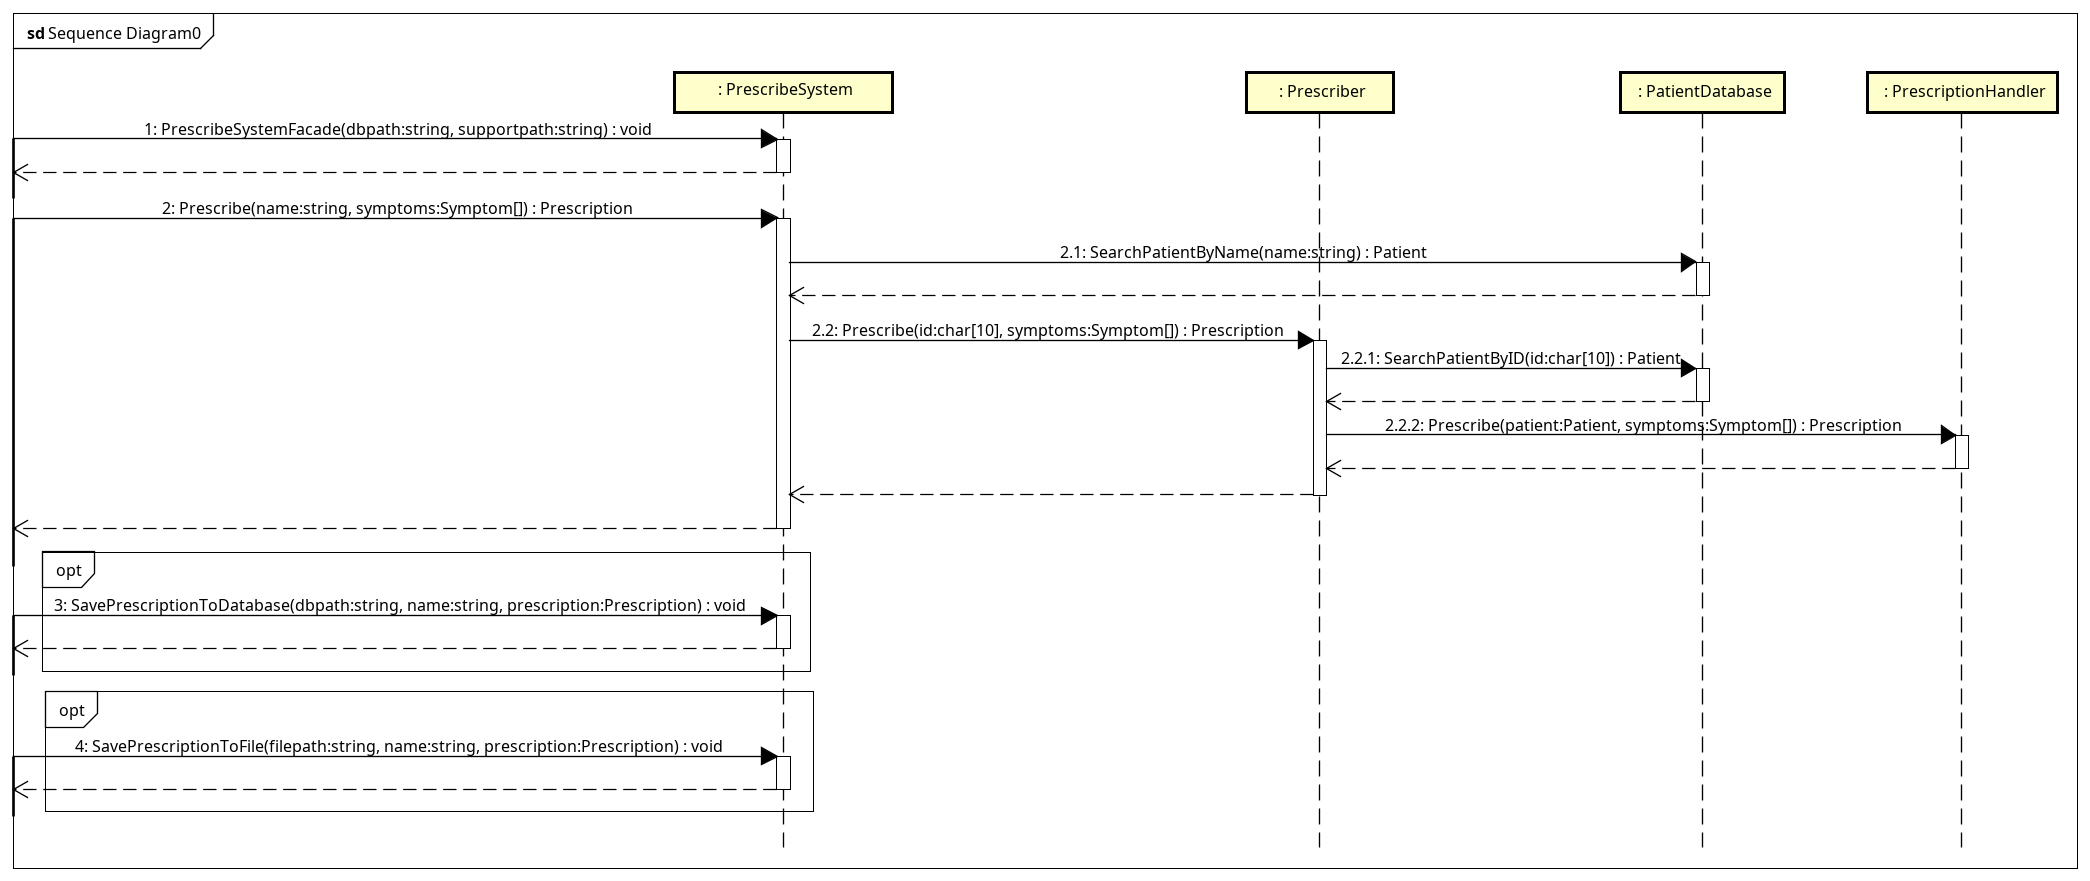 sd Sequence Diagram0
: PrescribeSystem
: Prescriber
: PatientDatabase
: PrescriptionHandler
1: PrescribeSystemFacade(dbpath:string, supportpath:string) : void
2: Prescribe(name:string, symptoms:Symptom[]) : Prescription
2.1: SearchPatientByName(name:string) : Patient
2.2: Prescribe(id:char[10], symptoms:Symptom[]) : Prescription
2.2.1: SearchPatientByID(id:char[10]) : Patient
2.2.2: Prescribe(patient:Patient, symptoms:Symptom[]) : Prescription
opt
3: SavePrescriptionToDatabase(dbpath:string, name:string, prescription:Prescription) : void
opt
4: SavePrescriptionToFile(filepath:string, name:string, prescription:Prescription) : void